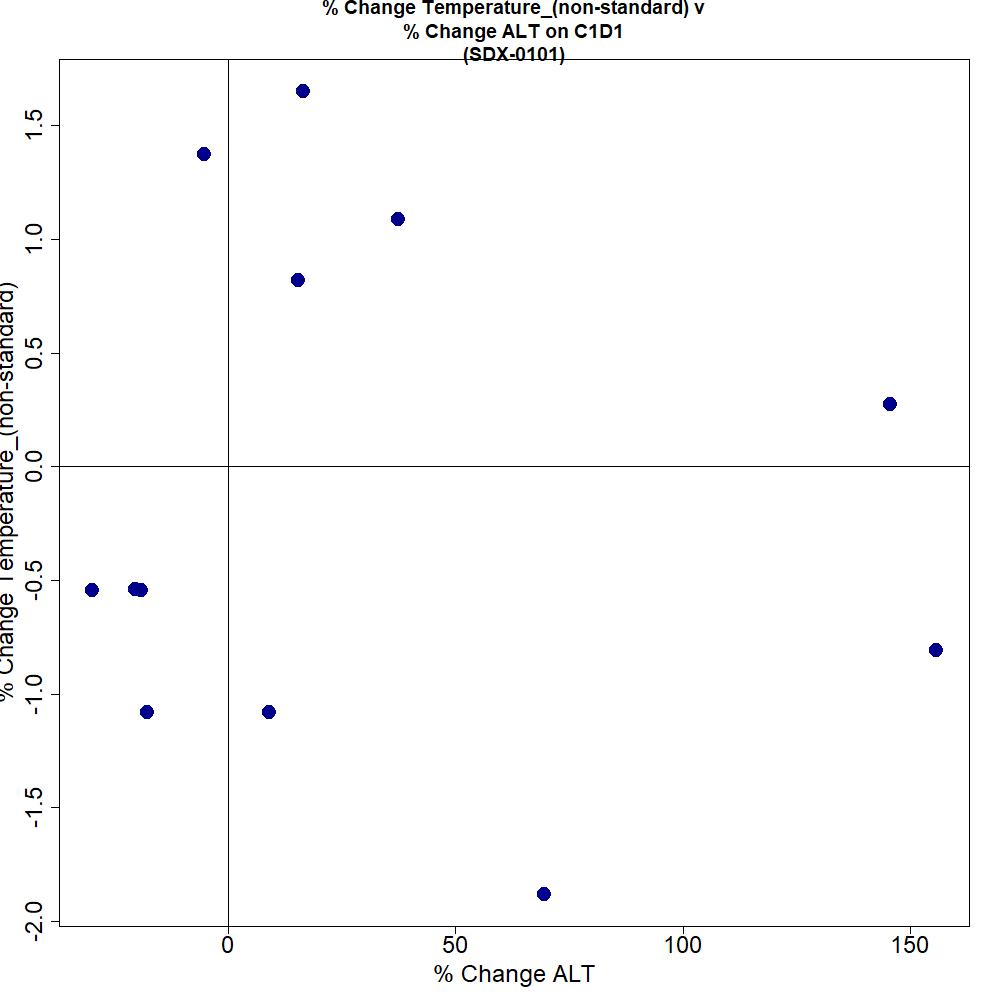 % Change Temperature_(non-standard) v
% Change ALT on C1D1
(SDX-0101)
% Change Temperature_(non-standard)
1.5
1.0
0.5
0.0
-0.5
-1.0
-1.5
-2.0
0 50 100 150
% Change ALT